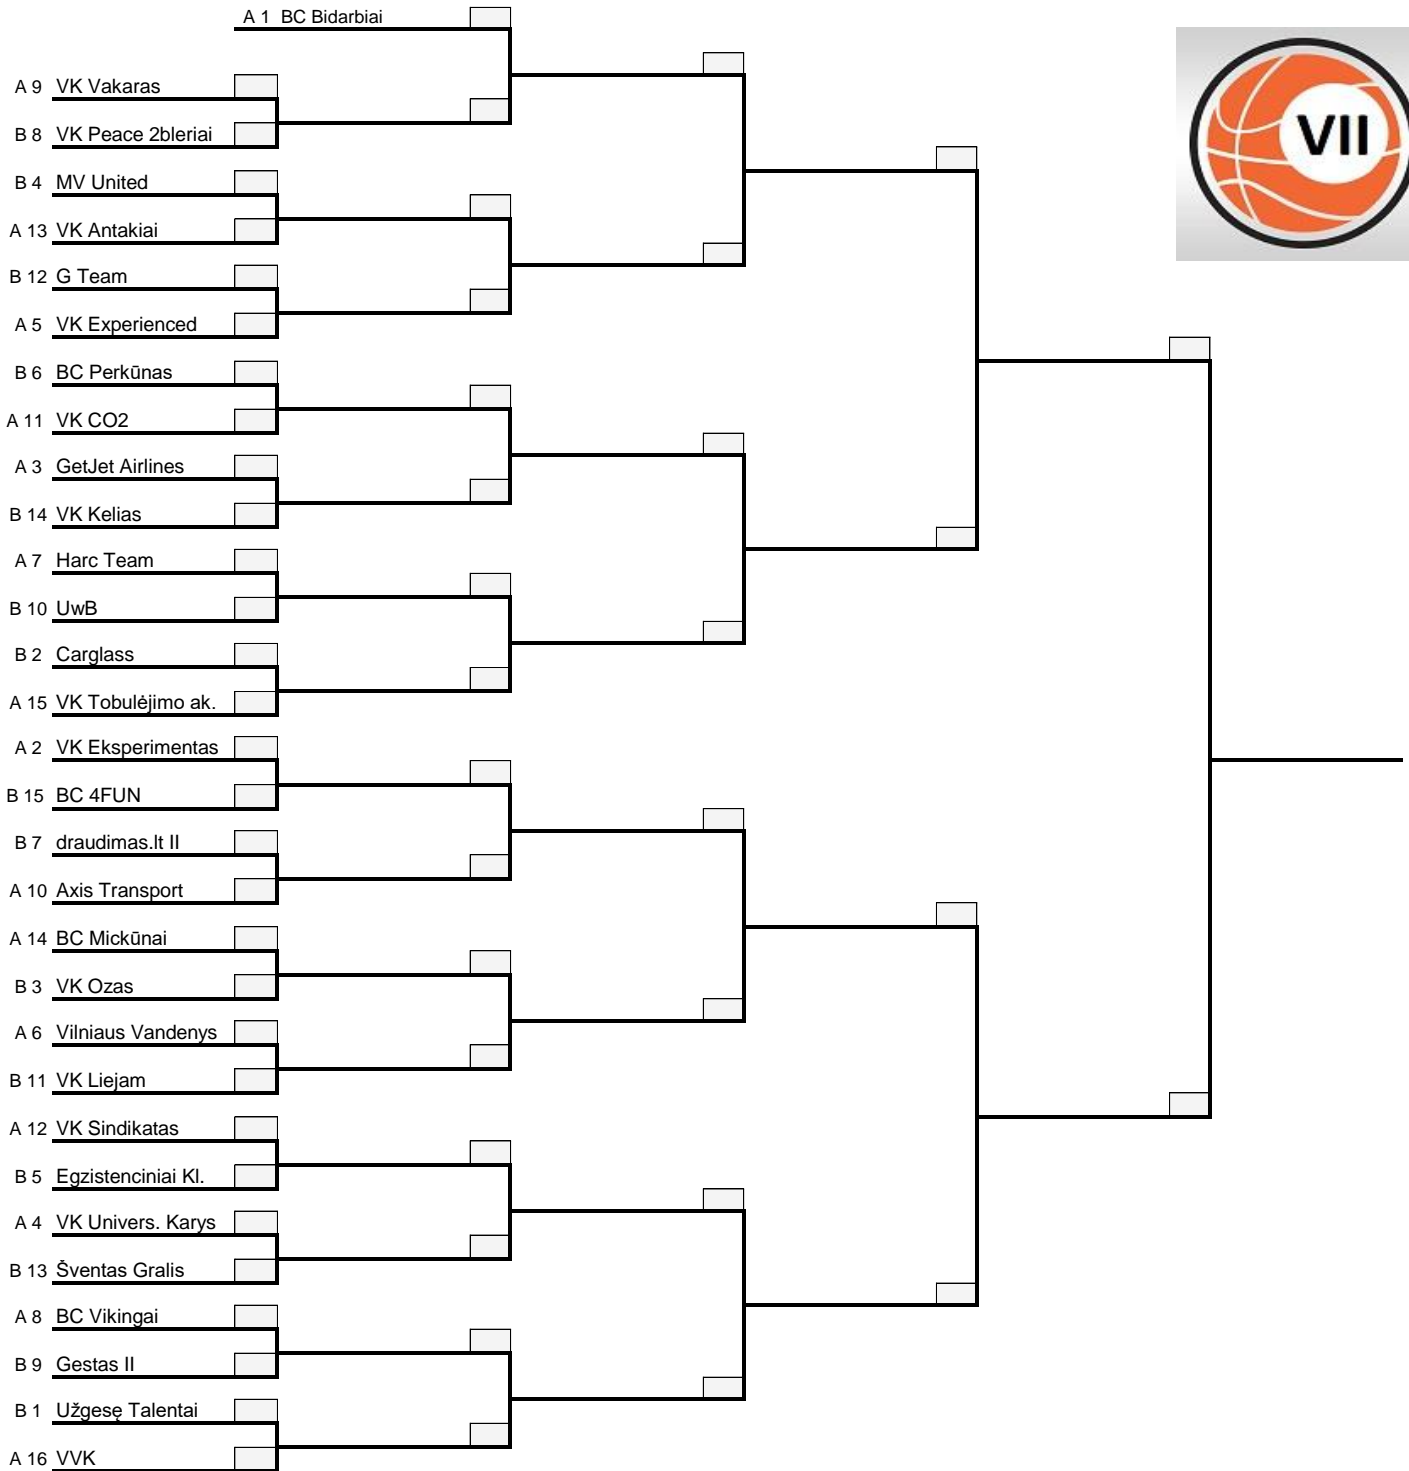 A 1 BC Bidarbiai
VII
A 9 VK Vakaras
B 8 VK Peace 2bleriai
B 4 MV United
A 13 VK Antakiai
B 12 G Team
A 5 VK Experienced
B 6 BC Perkūnas
A 11 VK CO2
A 3 GetJet Airlines
B 14 VK Kelias
A 7 Harc Team
B 10 UwB
B 2 Carglass
A 15 VK Tobulėjimo ak.
A 2 VK Eksperimentas
B 15 BC 4FUN
B 7 draudimas.lt II
A 10 Axis Transport
A 14 BC Mickūnai
B 3 VK Ozas
A 6 Vilniaus Vandenys
B 11 VK Liejam
A 12 VK Sindikatas
B 5 Egzistenciniai Kl.
A 4 VK Univers. Karys
B 13 Šventas Gralis
A 8 BC Vikingai
B 9 Gestas II
B 1 Užgesę Talentai
A 16 VVK